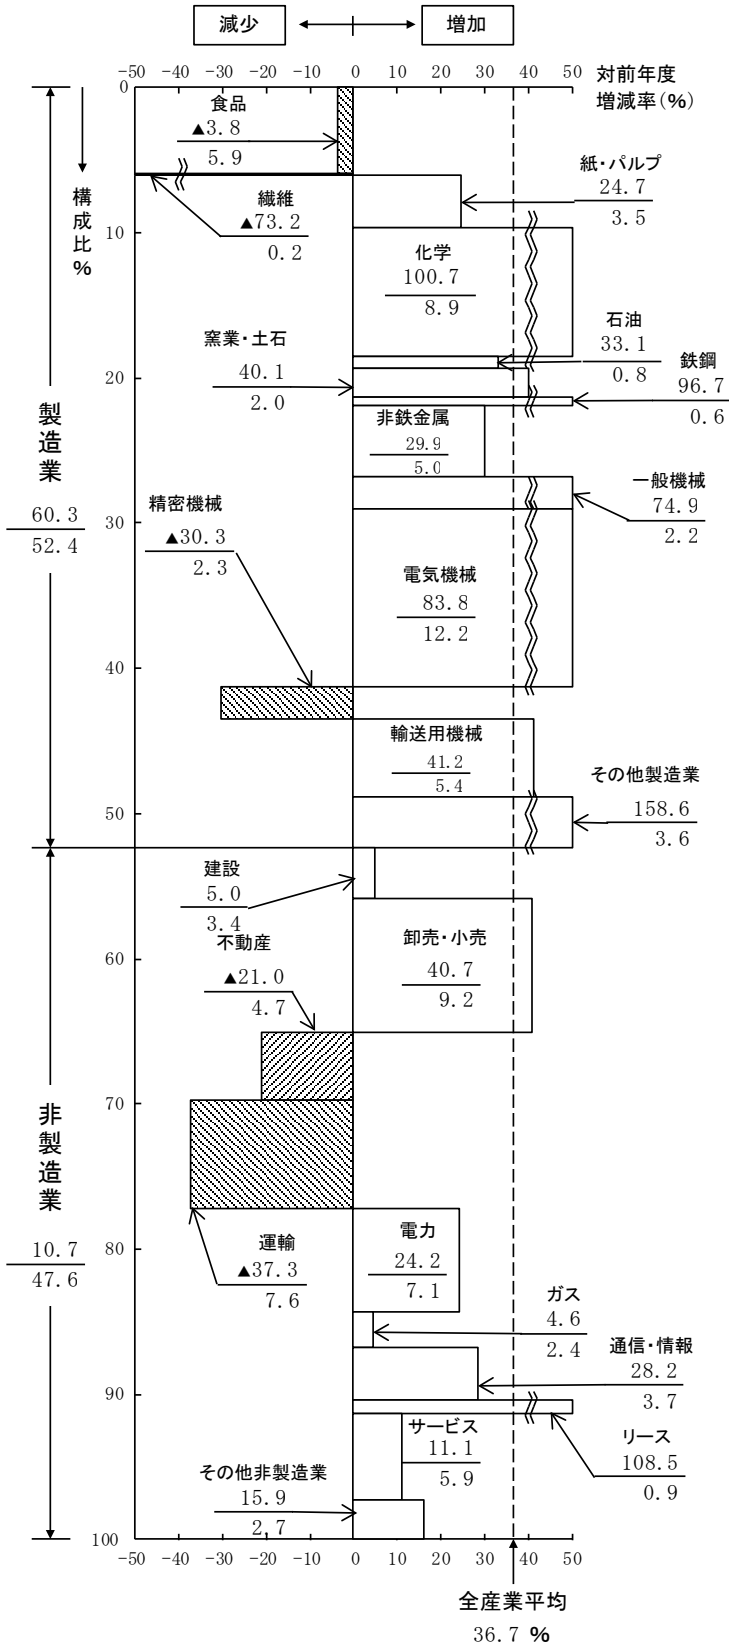 減少
増加
-50 -40 -30 -20 -10 0 10 20 30 40 50
対前年度
増減率(%)
構成比%
0
10
20
30
40
50
60
70
80
90
100
食品
▲3.8
5.9
繊維
▲73.2
0.2
紙・パルプ
24.7
3.5
化学
100.7
8.9
石油
33.1
0.8
窯業・土石
40.1
2.0
鉄鋼
96.7
0.6
非鉄金属
29.9
5.0
一般機械
74.9
2.2
電気機械
83.8
12.2
精密機械
▲30.3
2.3
輸送用機械
41.2
5.4
その他製造業
158.6
3.6
製造業
60.3
52.4
建設
5.0
3.4
卸売・小売
40.7
9.2
不動産
▲21.0
4.7
運輸
▲37.3
7.6
電力
24.2
7.1
ガス
4.6
2.4
通信・情報
28.2
3.7
リース
108.5
0.9
サービス
11.1
5.9
その他非製造業
15.9
2.7
非製造業
10.7
47.6
-50 -40 -30 -20 -10 0 10 20 30 40 50
全産業平均
36.7 %